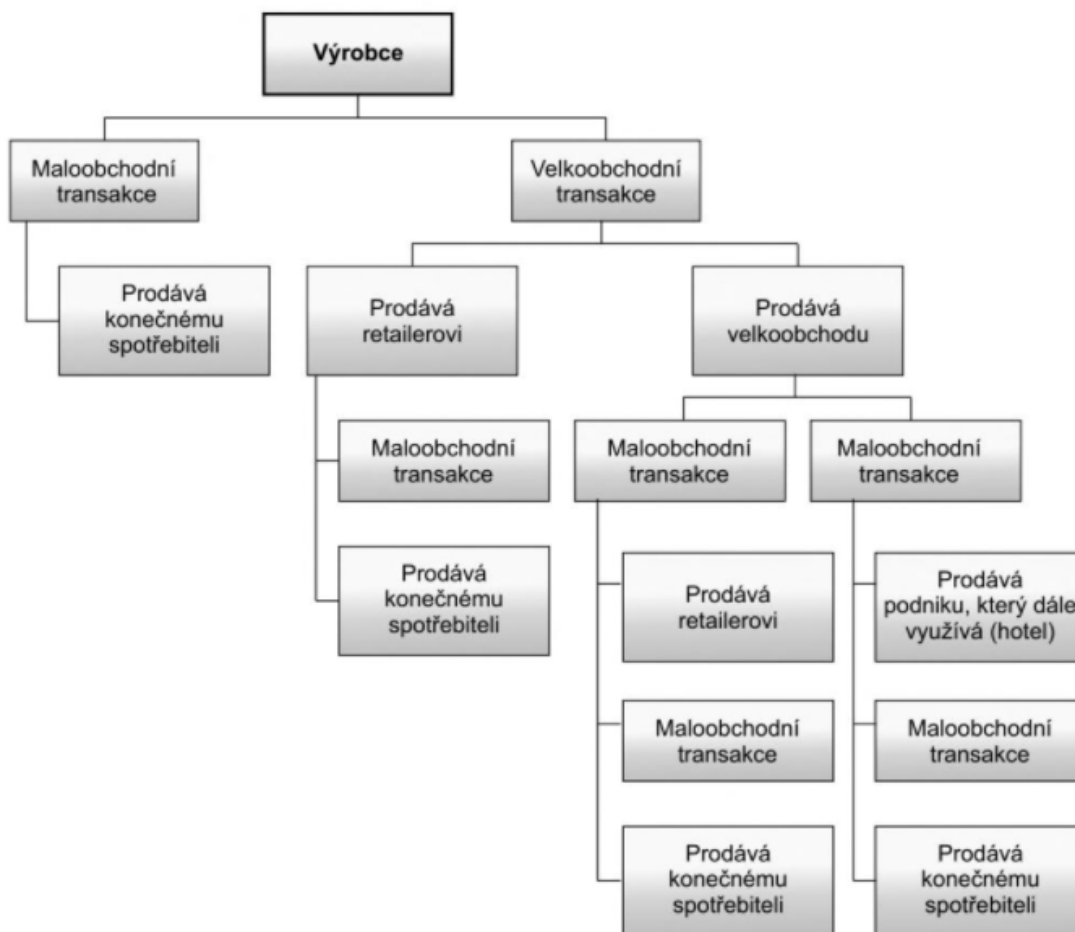 Výrobce
Maloobchodní
transakce
Velkoobchodní
transakce
Prodává
konečnému
spotřebiteli
Prodává
retailerovi
Prodává
velkoobchodu
Maloobchodní
transakce
Maloobchodní
transakce
Maloobchodní
transakce
Prodává
konečnému
spotřebiteli
Prodává
retailerovi
Prodává
podniku, který dále
využívá (hotel)
Maloobchodní
transakce
Maloobchodní
transakce
Prodává
konečnému
spotřebiteli
Prodává
konečnému
spotřebiteli